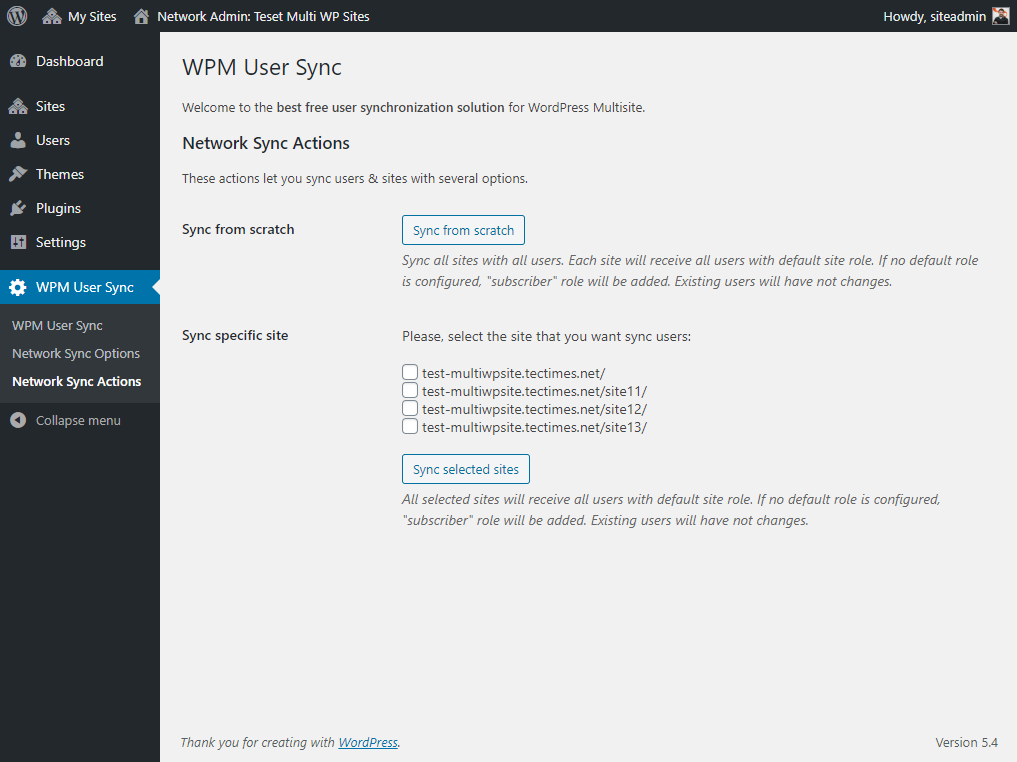 My Sites
Network Admin: Teset Multi WP Sites
Howdy, siteadmin
Dashboard
Sites
Users
Themes
Plugins
Settings
WPM User Sync
WPM User Sync
Network Sync Options
Network Sync Actions
Collapse menu
WPM User Sync
Welcome to the best free user synchronization solution for WordPress Multisite.
Network Sync Actions
These actions let you sync users & sites with several options.
Sync from scratch
Sync from scratch
Sync all sites with all users. Each site will receive all users with default site role. If no default role
is configured, "subscriber" role will be added. Existing users will have not changes.
Sync specific site
Please, select the site that you want sync users:
test-multiwpsite.tectimes.net/
test-multiwpsite.tectimes.net/site11/
test-multiwpsite.tectimes.net/site12/
test-multiwpsite.tectimes.net/site13/
Sync selected sites
All selected sites will receive all users with default site role. If no default role is configured,
"subscriber" role will be added. Existing users will have not changes.
Thank you for creating with WordPress.
Version 5.4